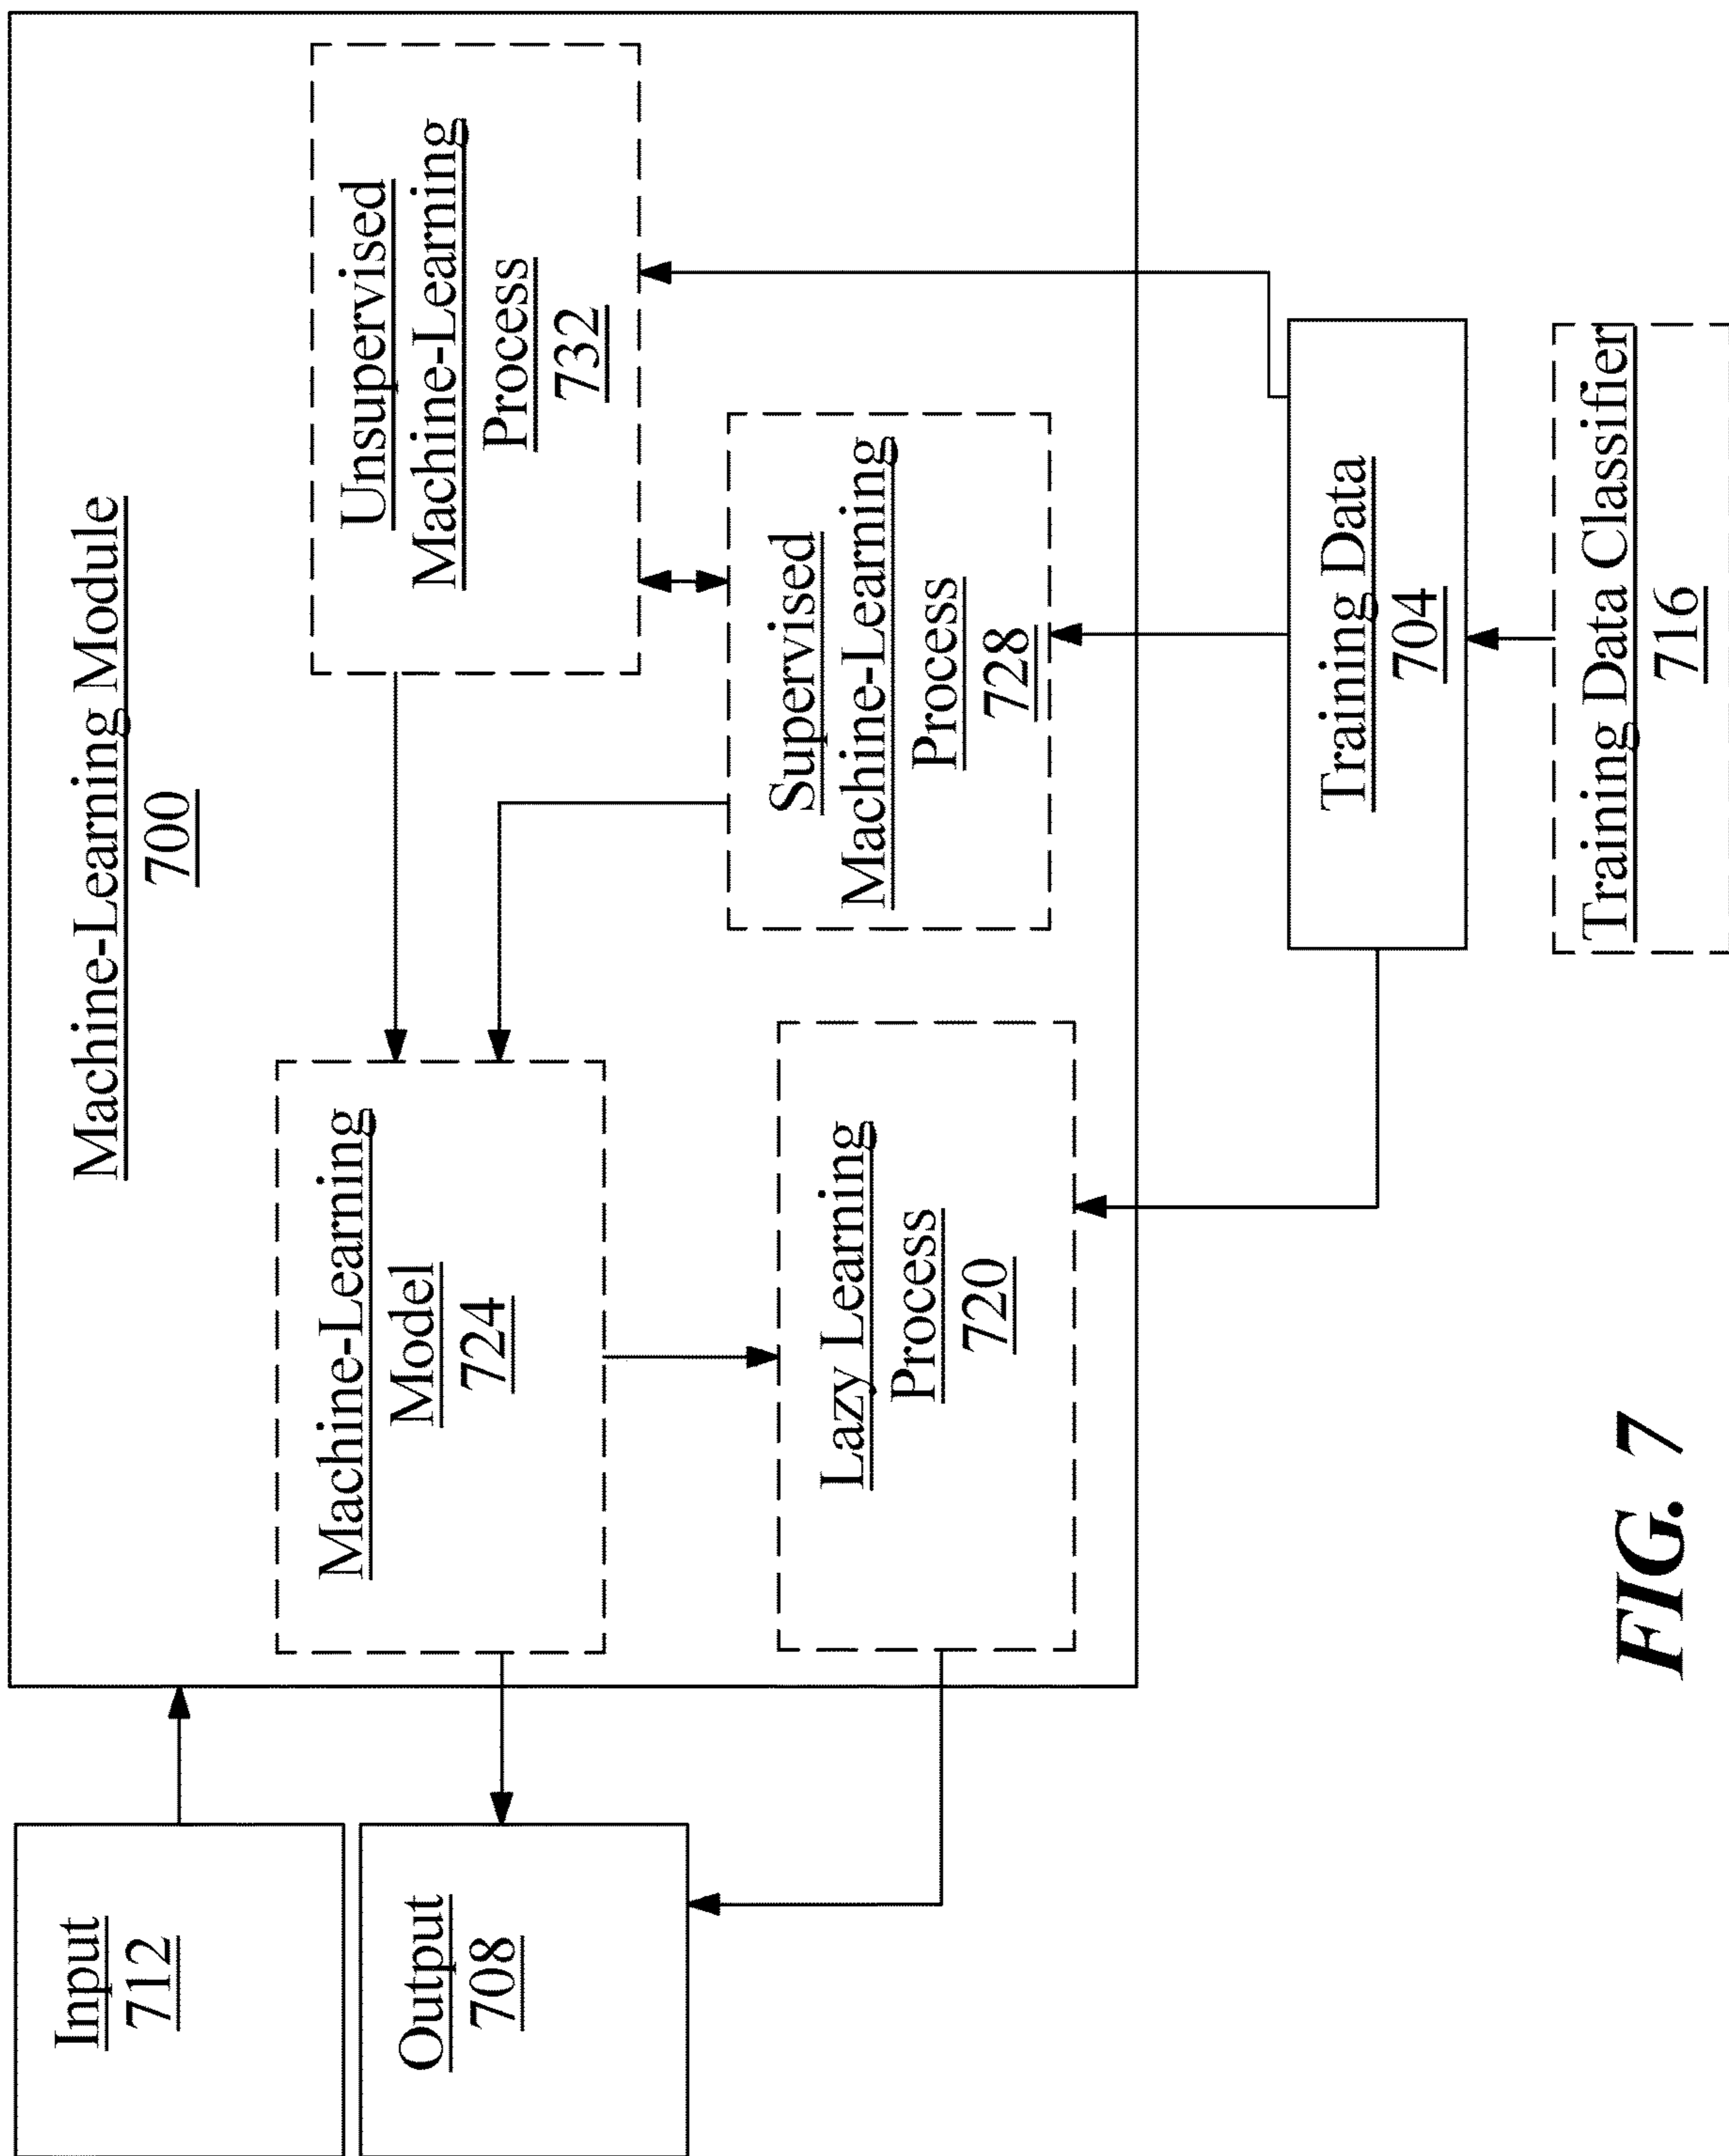 Machine-Learning Module
700
Input
712
Output
708
Machine-Learning
Model
724
Unsupervised
Machine-Learning
Process
732
Lazy Learning
Process
720
Supervised
Machine-Learning
Process
728
Training Data
704
Training Data Classifier
716
FIG. 7